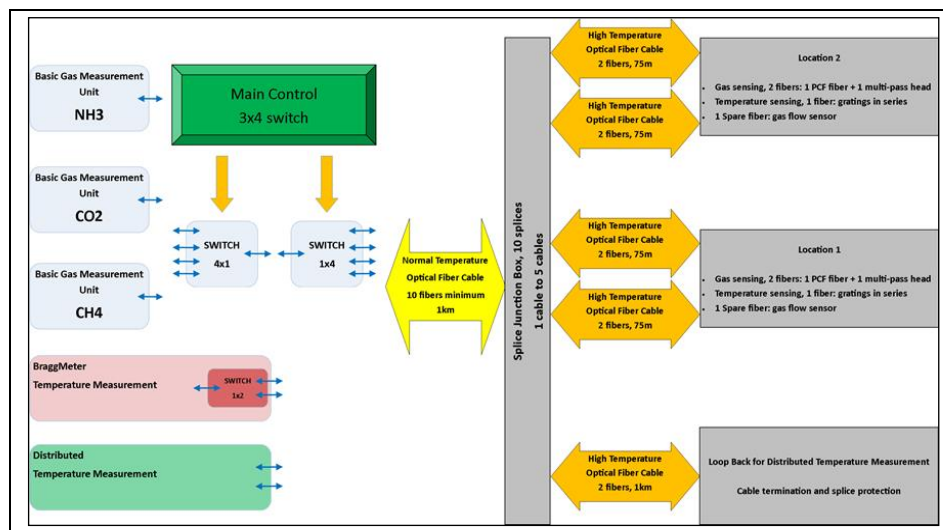 Basic Gas Measurement
Unit
NH3
Main Control
3x4 switch
Basic Gas Measurement
Unit
CO2
Basic Gas Measurement
Unit
CH4
SWITCH
4x1
SWITCH
1x4
BraggMeter
Temperature Measurement
SWITCH
1x2
Distributed
Temperature Measurement
Normal Temperature
Optical Fiber Cable
10 fibers minimum
1km
Splice Junction Box, 10 splices
1 cable to 5 cables
High Temperature
Optical Fiber Cable
2 fibers, 75m
High Temperature
Optical Fiber Cable
2 fibers, 75m
Location 2
• Gas sensing, 2 fibers: 1 PCF fiber + 1 multi-pass head
• Temperature sensing, 1 fiber: gratings in series
• 1 Spare fiber: gas flow sensor
High Temperature
Optical Fiber Cable
2 fibers, 75m
High Temperature
Optical Fiber Cable
2 fibers, 75m
Location 1
• Gas sensing, 2 fibers: 1 PCF fiber + 1 multi-pass head
• Temperature sensing, 1 fiber: gratings in series
• 1 Spare fiber: gas flow sensor
High Temperature
Optical Fiber Cable
2 fibers, 1km
Loop Back for Distributed Temperature Measurement
Cable termination and splice protection